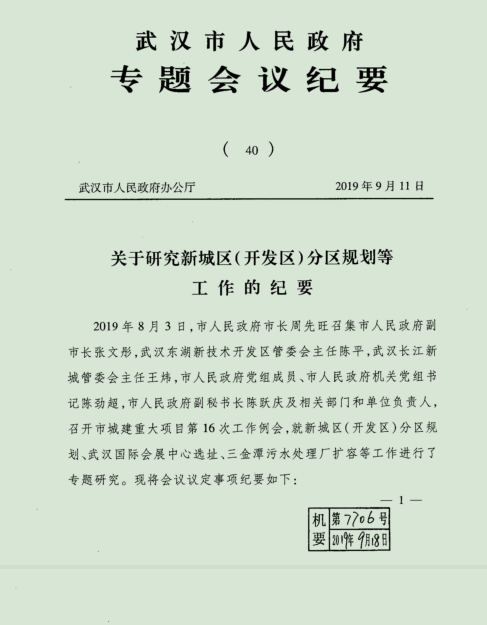 武汉市人民政府
专题会议纪要
( 40 )
武汉市人民政府办公厅 2019年9月11日
关于研究新城区(开发区)分区规划等
工作的纪要
2019年8月3日,市人民政府市长周先旺召集市人民政府副
市长张文彤,武汉东湖新技术开发区管委会主任陈平,武汉长江新
城管委会主任王炜,市人民政府党组成员、市人民政府机关党组书
记陈劲超,市人民政府副秘书长陈跃庆及相关部门和单位负责人,
召开市城建重大项目第16次工作例会,就新城区(开发区)分区规
划、武汉国际会展中心选址、三金潭污水处理厂扩容等工作进行了
专题研究。现将会议议定事项纪要如下:
— 1 —
机要 第7706号
2019年9月18日